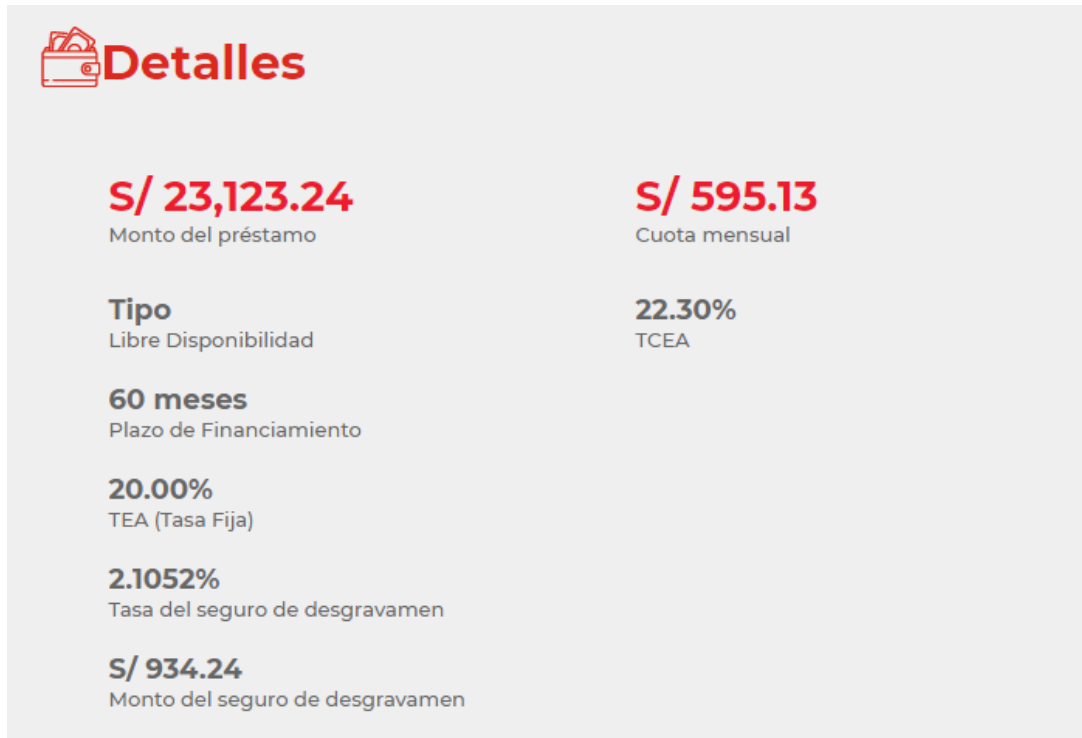 Detalles
S/ 23,123.24
Monto del préstamo
S/ 595.13
Cuota mensual
Tipo
Libre Disponibilidad
22.30%
TCEA
60 meses
Plazo de Financiamiento
20.00%
TEA (Tasa Fija)
2.1052%
Tasa del seguro de desgravamen
S/ 934.24
Monto del seguro de desgravamen